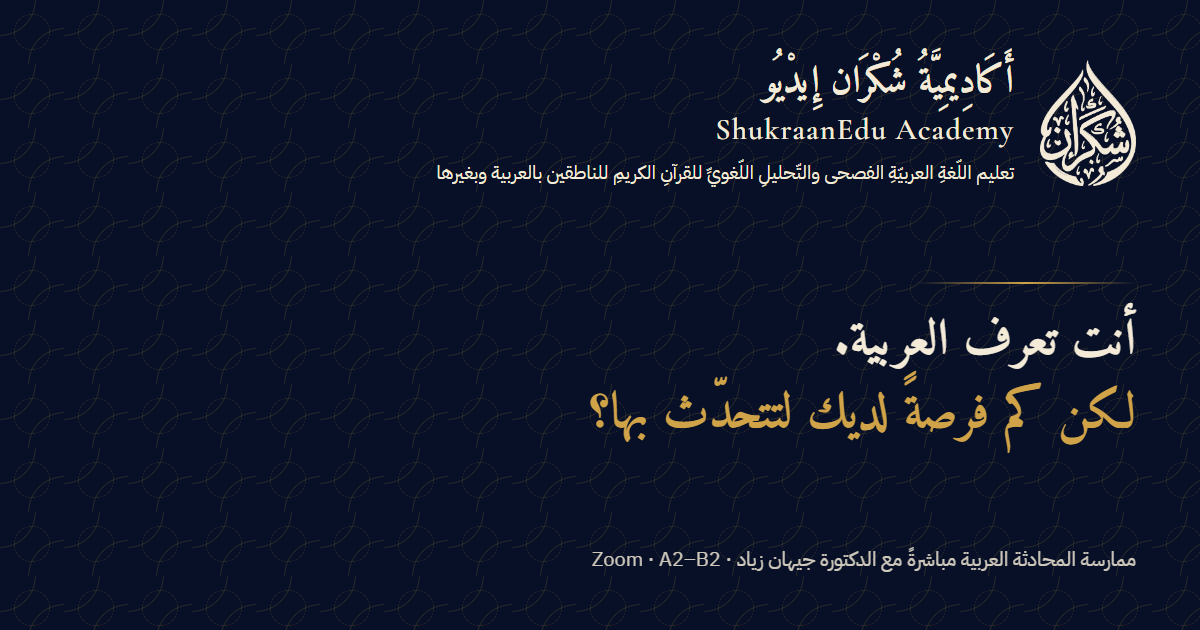 أَكَادِيمِيَّةُ شُكْرَان إِيدْيُو
شُكْرَان
ShukraanEdu Academy
تعليم اللّغةِ العربيّةِ الفصحى والتّحليلِ اللّغويِّ للقرآنِ الكريمِ للناطقين بالعربية وبغيرها
أنت تعرف العربية.
لكن كم فرصةً لديك لتتحدّث بها؟
ممارسة المحادثة العربية مباشرةً مع الدكتورة جيهان زياد · Zoom · A2–B2